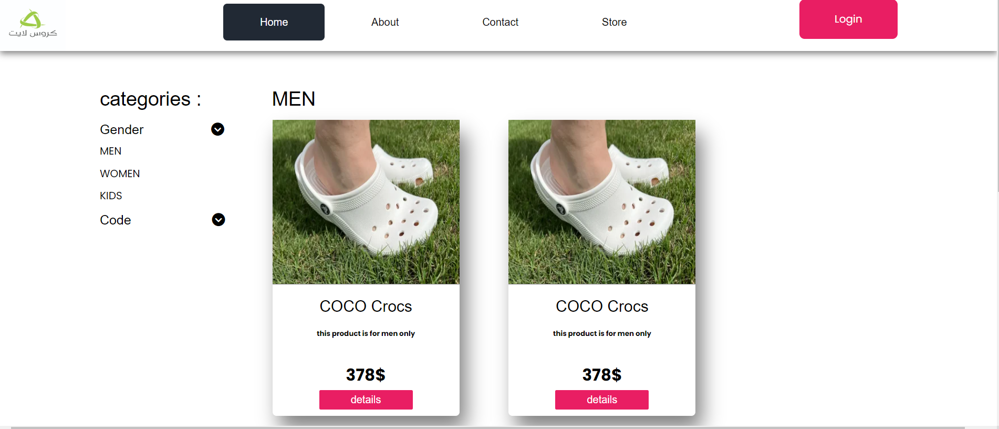 كروس لايت
Home
About
Contact
Store
Login
categories :
Gender
MEN
WOMEN
KIDS
Code
MEN
COCO Crocs
this product is for men only
378$
details
COCO Crocs
this product is for men only
378$
details